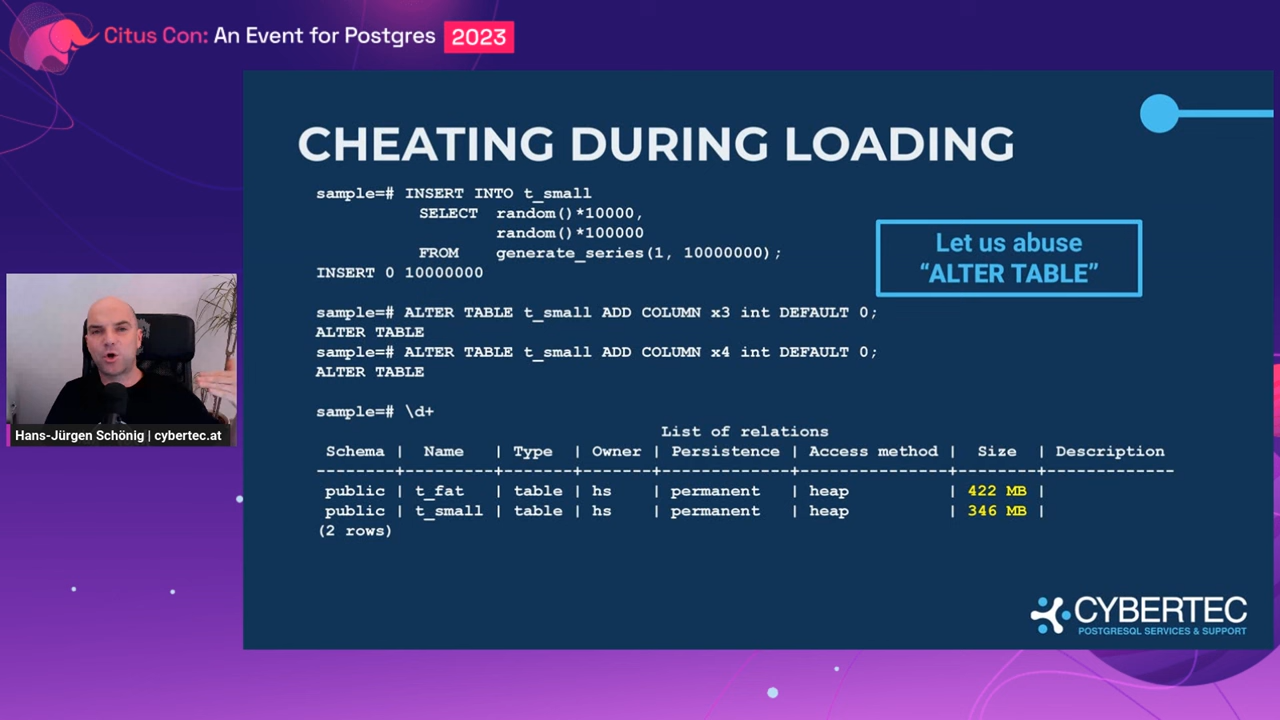 Citus Con: An Event for Postgres 2023
CHEATING DURING LOADING
sample=# INSERT INTO t_small
SELECT random()*10000,
random()*100000
FROM generate_series(1, 10000000);
INSERT 0 10000000
Let us abuse
“ALTER TABLE”
sample=# ALTER TABLE t_small ADD COLUMN x3 int DEFAULT 0;
ALTER TABLE
sample=# ALTER TABLE t_small ADD COLUMN x4 int DEFAULT 0;
ALTER TABLE
sample=# \d+
List of relations
Schema | Name | Type | Owner | Persistence | Access method | Size | Description
--------+---------+-------+-------+-------------+---------------+--------+-------------
public | t_fat | table | hs | permanent | heap | 422 MB |
public | t_small | table | hs | permanent | heap | 346 MB |
(2 rows)
Hans-Jürgen Schönig | cybertec.at
CYBERTEC
POSTGRESQL SERVICES & SUPPORT